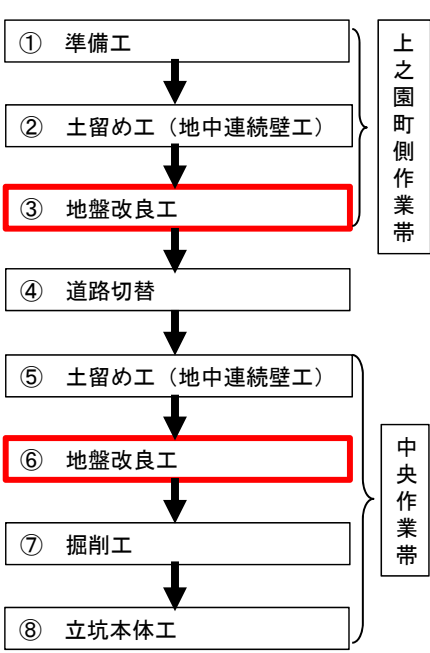 ① 準備工
② 土留め工（地中連続壁工）
③ 地盤改良工
④ 道路切替
⑤ 土留め工（地中連続壁工）
⑥ 地盤改良工
⑦ 掘削工
⑧ 立坑本体工
上之園町側作業帯
中央作業帯